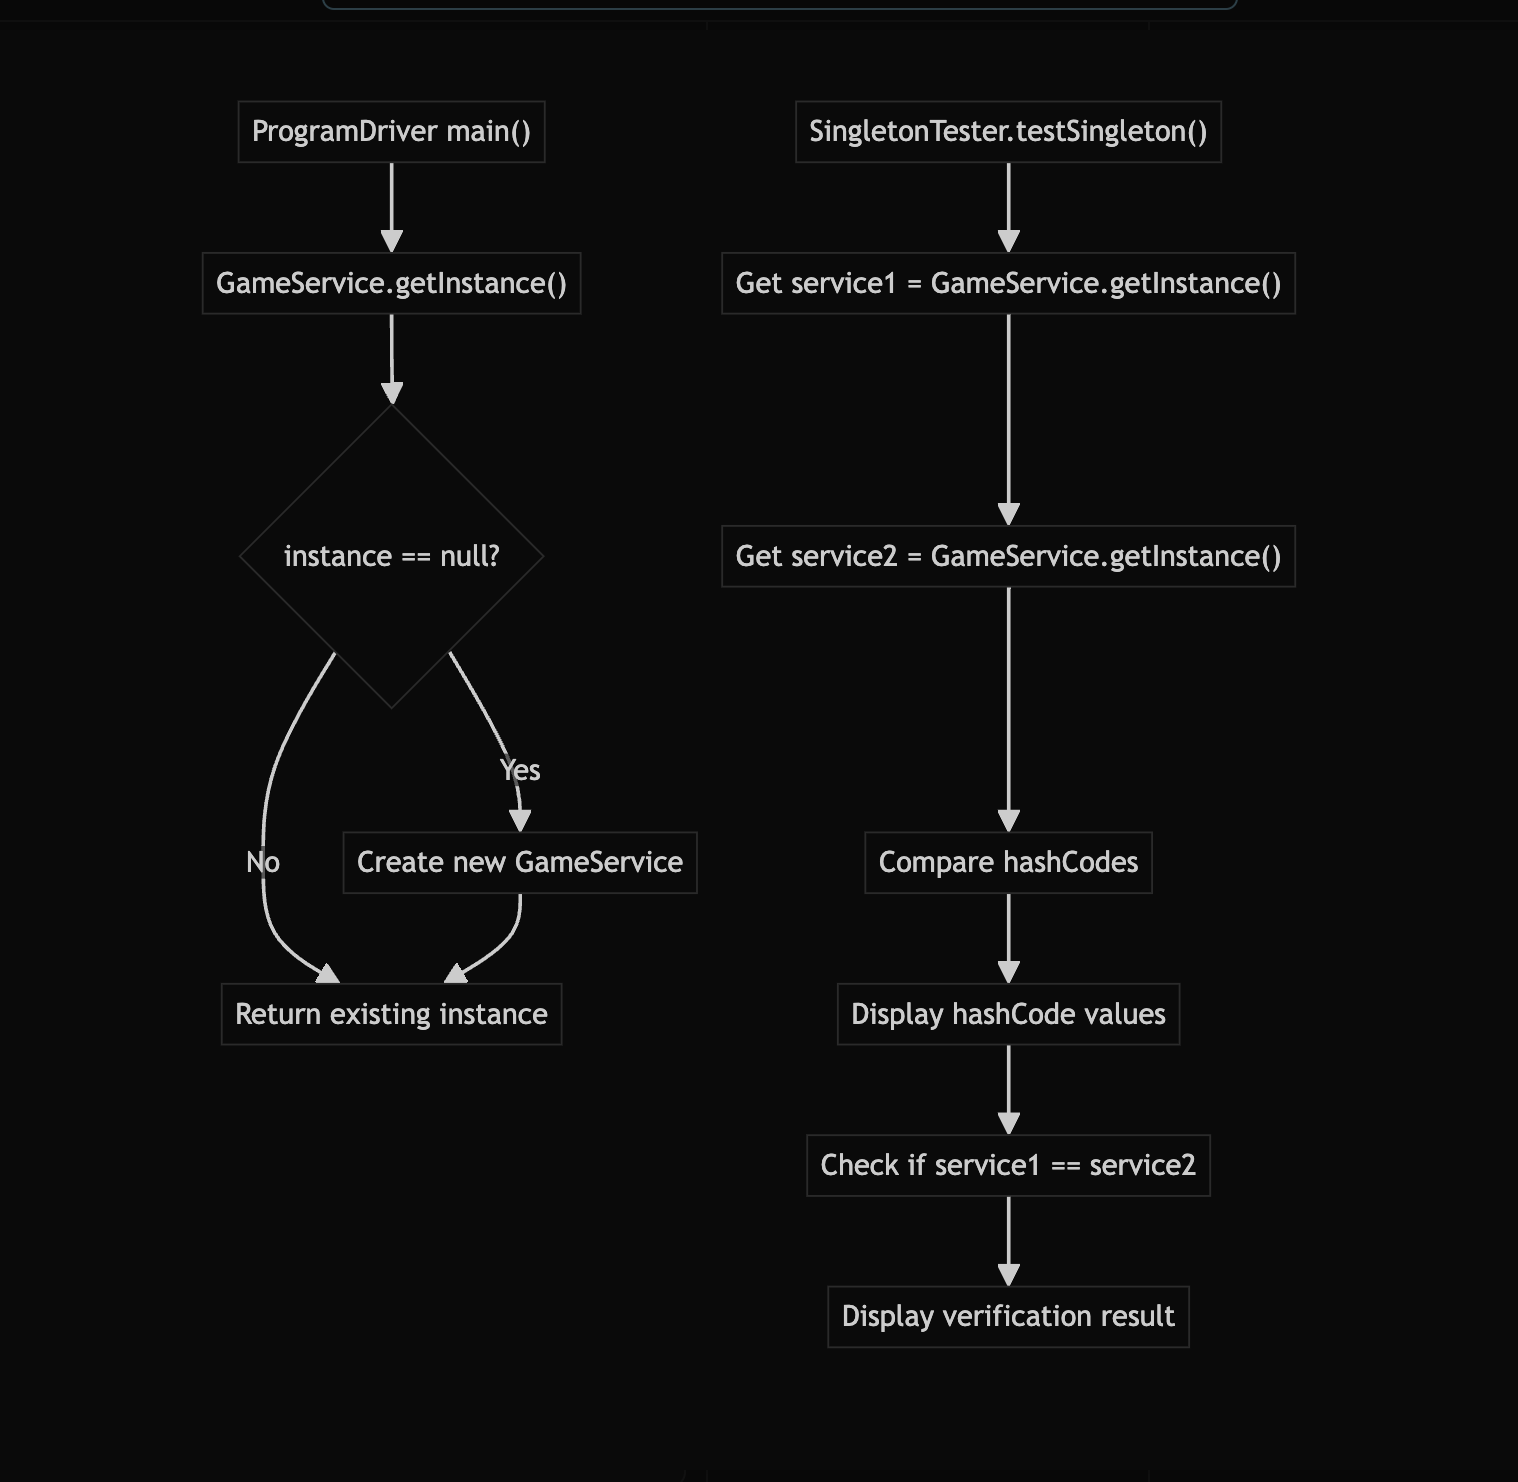 ProgramDriver main()
GameService.getInstance()
instance == null?
Yes
No
Create new GameService
Return existing instance
SingletonTester.testSingleton()
Get service1 = GameService.getInstance()
Get service2 = GameService.getInstance()
Compare hashCodes
Display hashCode values
Check if service1 == service2
Display verification result